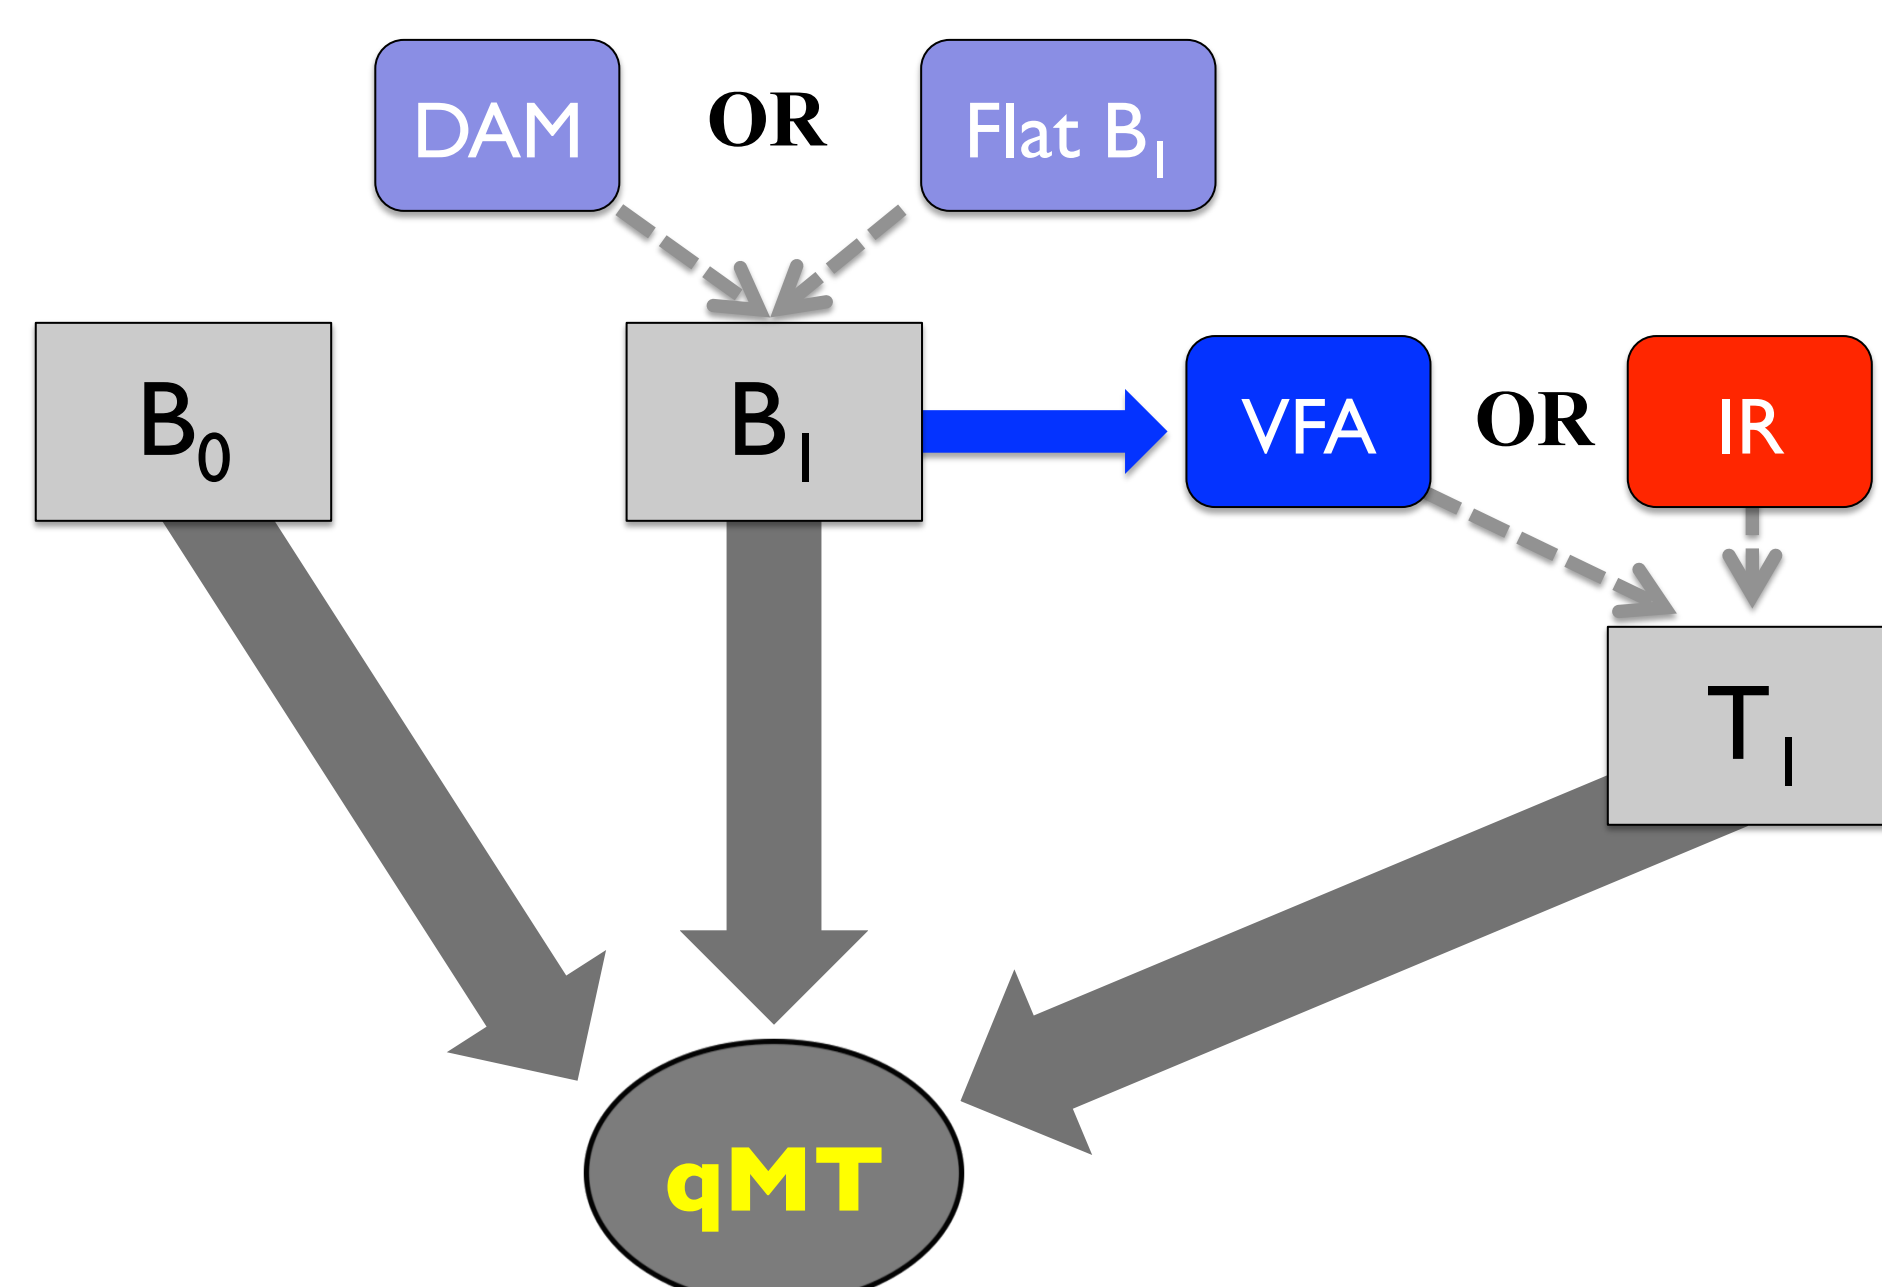 DAM OR Flat B₁
B₀ B₁ VFA OR IR
T₁
qMT